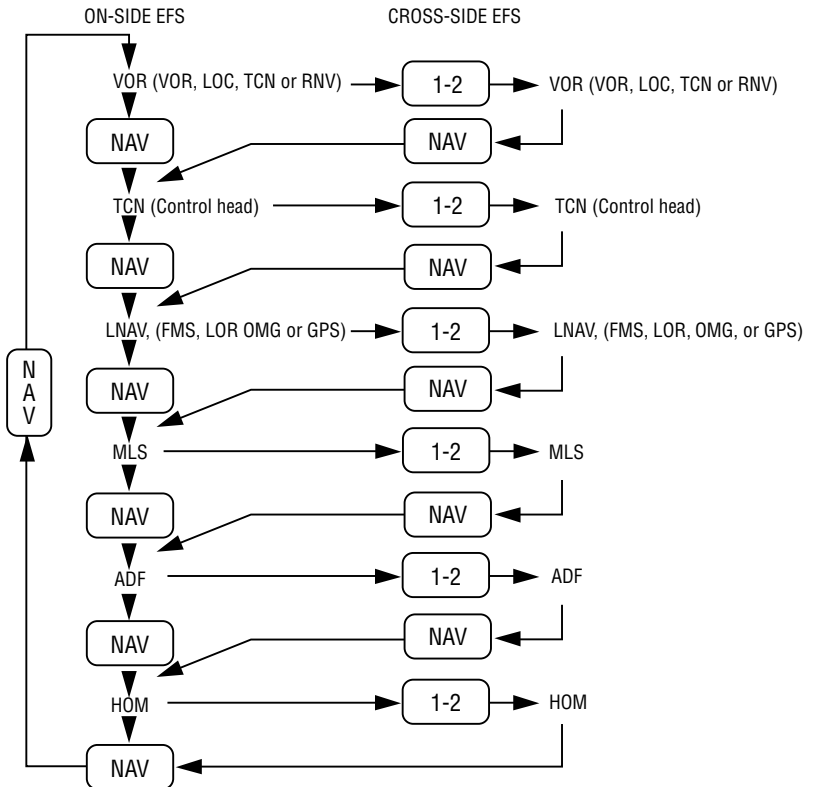 ON-SIDE EFS CROSS-SIDE EFS
VOR (VOR, LOC, TCN or RNV) 1-2 VOR (VOR, LOC, TCN or RNV)
NAV NAV
TCN (Control head) 1-2 TCN (Control head)
NAV NAV
LNAV, (FMS, LOR OMG or GPS) 1-2 LNAV, (FMS, LOR, OMG, or GPS)
NAV
NAV NAV
MLS 1-2 MLS
NAV NAV
ADF 1-2 ADF
NAV NAV
HOM 1-2 HOM
NAV